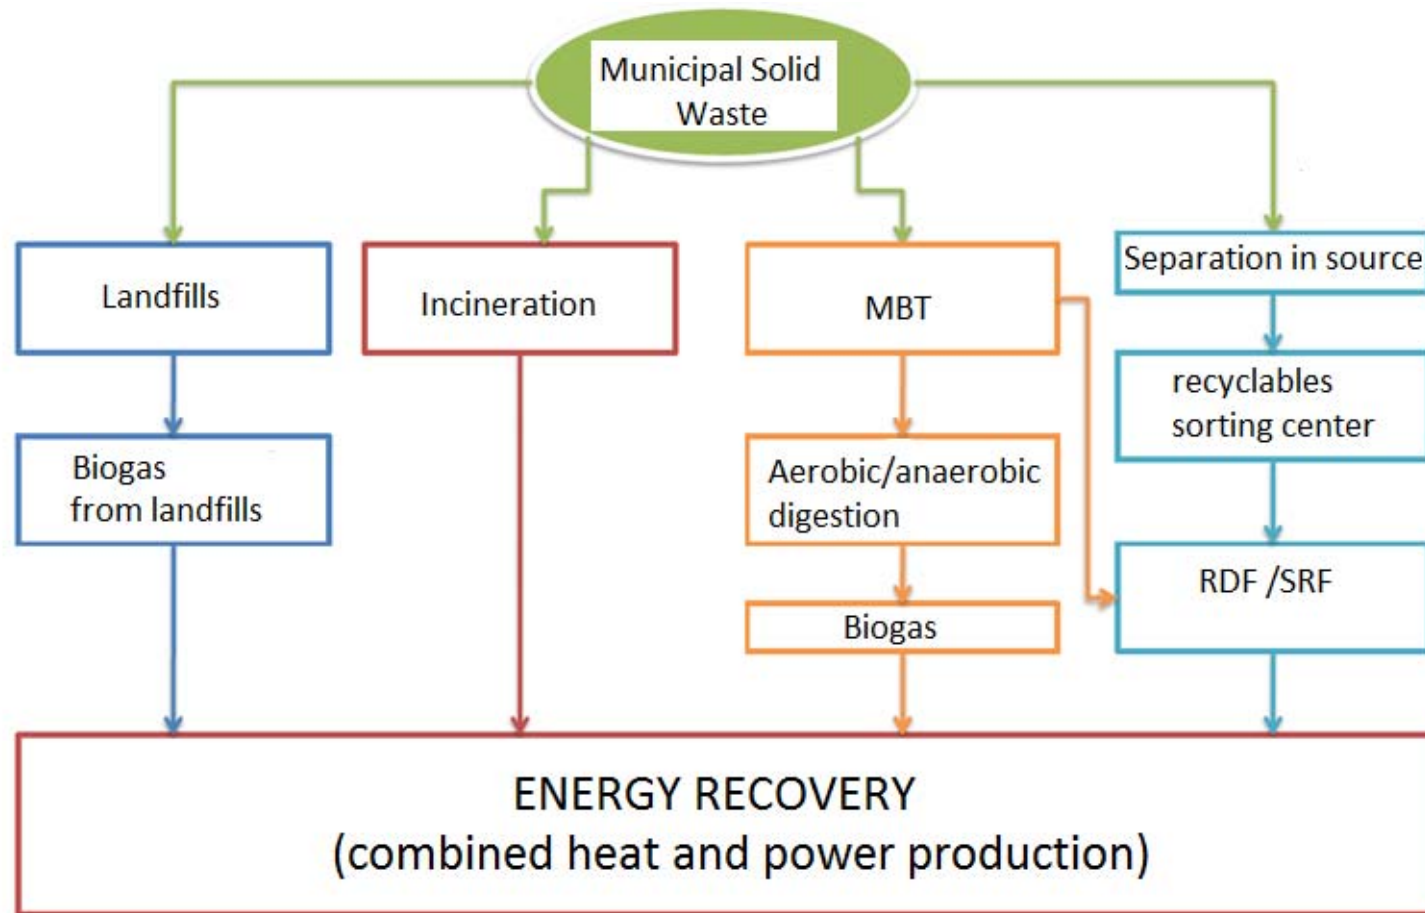 Municipal Solid
Waste
Landfills
Incineration
MBT
Separation in source
recyclables
sorting center
Biogas
from landfills
Aerobic/anaerobic
digestion
RDF /SRF
Biogas
ENERGY RECOVERY
(combined heat and power production)